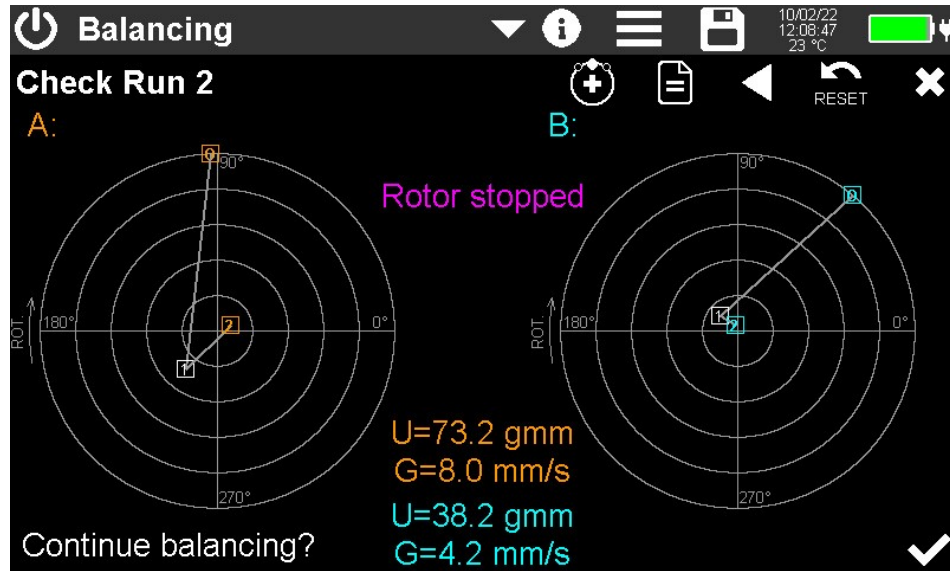 Balancing
10/02/22
12:08:47
23 °C
Check Run 2
RESET
A:
B:
0
90°
90°
Rotor stopped
ROT.
180°
0°
1
2
ROT.
180°
0°
1
270°
270°
U=73.2 gmm
G=8.0 mm/s
U=38.2 gmm
G=4.2 mm/s
Continue balancing?